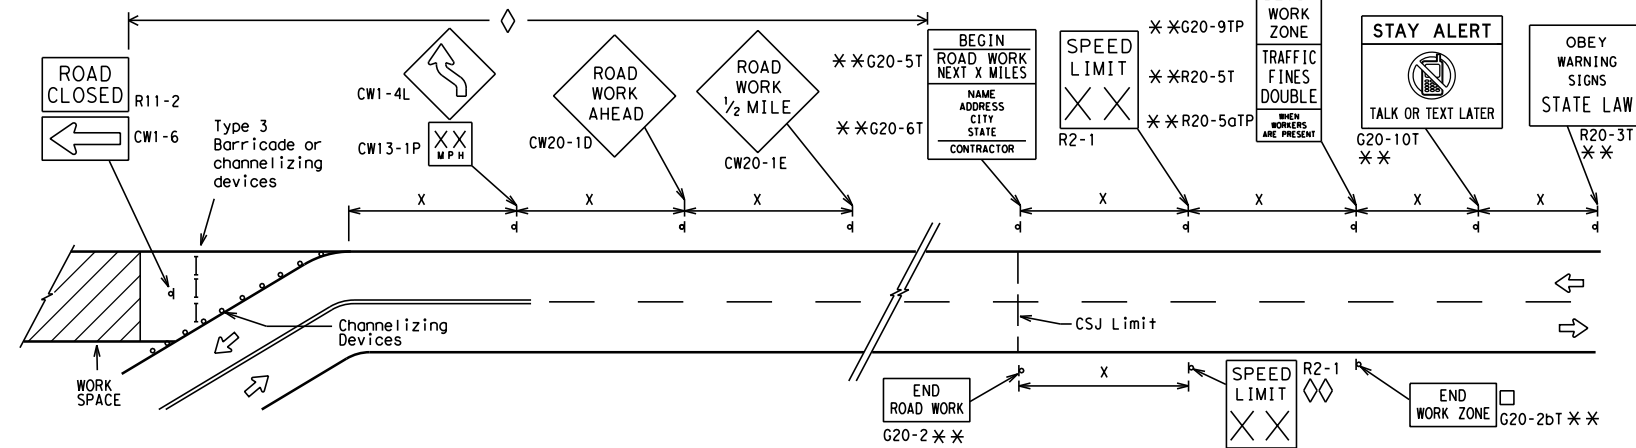 ROAD
CLOSED
R11-2
CW1-6
Type 3
Barricade or
channelizing
devices
CW1-4L
XX
MPH
CW13-1P
ROAD
WORK
AHEAD
CW20-1D
ROAD
WORK
1/2 MILE
CW20-1E
**G20-5T
**G20-6T
BEGIN
ROAD WORK
NEXT X MILES
NAME
ADDRESS
CITY
STATE
CONTRACTOR
SPEED
LIMIT
XX
R2-1
**G20-9TP
**R20-5T
**R20-5aTP
WORK
ZONE
TRAFFIC
FINES
DOUBLE
WHEN
WORKERS
ARE PRESENT
STAY ALERT
TALK OR TEXT LATER
G20-10T
**
OBEY
WARNING
SIGNS
STATE LAW
R20-3T
**
X
X
X
X
X
X
X
Channelizing
Devices
WORK
SPACE
CSJ Limit
X
END
ROAD WORK
G20-2 **
SPEED
LIMIT
XX
R2-1
◊◊
END
WORK ZONE
□
G20-2bT **